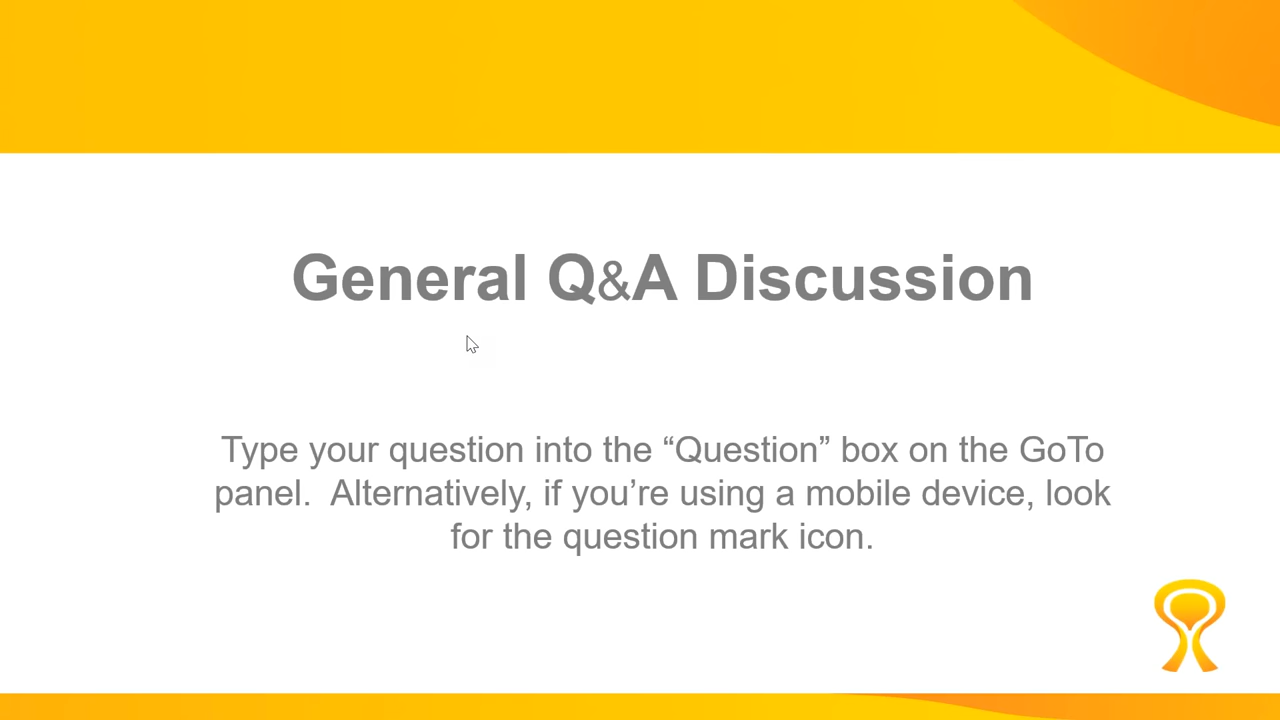 General Q&A Discussion
Type your question into the “Question” box on the GoTo
panel.  Alternatively, if you’re using a mobile device, look
for the question mark icon.